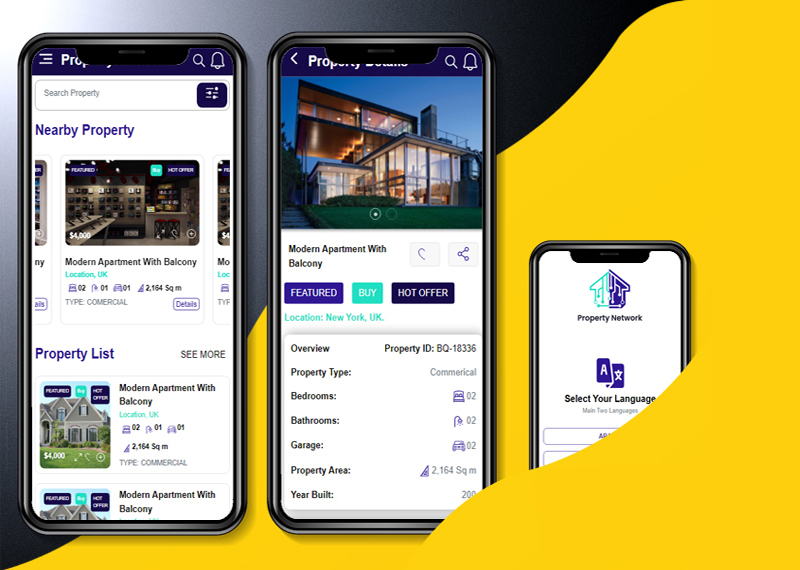 Search Property
Nearby Property
FEATURED
Buy
HOT OFFER
$4,000
Modern Apartment With Balcony
Location, UK
02 01 01 2,164 Sq m
TYPE: COMERCIAL
Details
Property List
SEE MORE
FEATURED
Buy
HOT
OFFER
$4,000
Modern Apartment With
Balcony
Location, UK
02 01 01
2,164 Sq m
TYPE: COMMERCIAL
FEATURED
Buy
HOT
OFFER
Modern Apartment With
Balcony
Property Details
Modern Apartment With
Balcony
FEATURED
BUY
HOT OFFER
Location: New York, UK.
Overview
Property ID: BQ-18336
Property Type:
Commerical
Bedrooms:
02
Bathrooms:
02
Garage:
02
Property Area:
2,164 Sq m
Year Built:
200
Property Network
A
Select Your Language
Main Two Languages